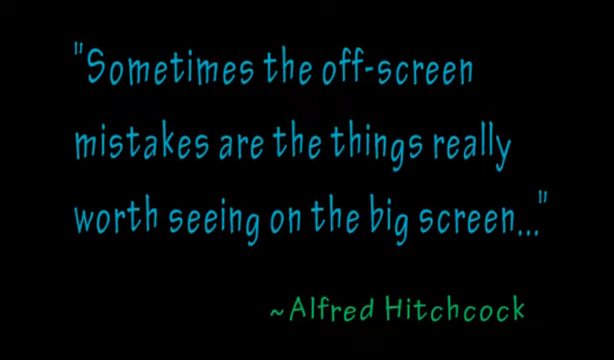 "Sometimes the off-screen
mistakes are the things really
worth seeing on the big screen..."
~Alfred Hitchcock